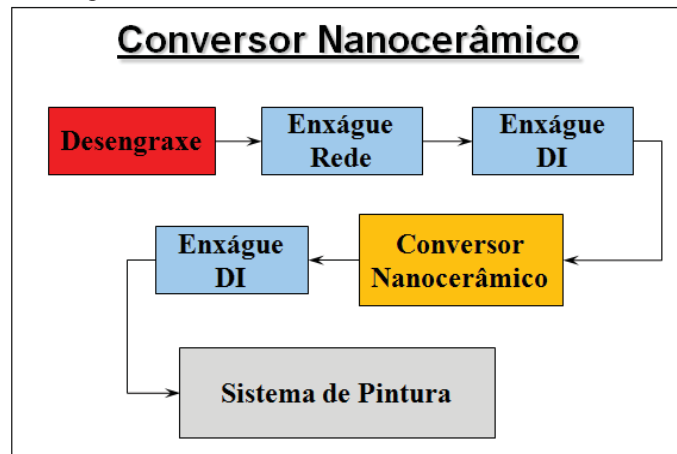 Conversor Nanocerâmico
Desengraxe
Enxágue
Rede
Enxágue
DI
Enxágue
DI
Conversor
Nanocerâmico
Sistema de Pintura